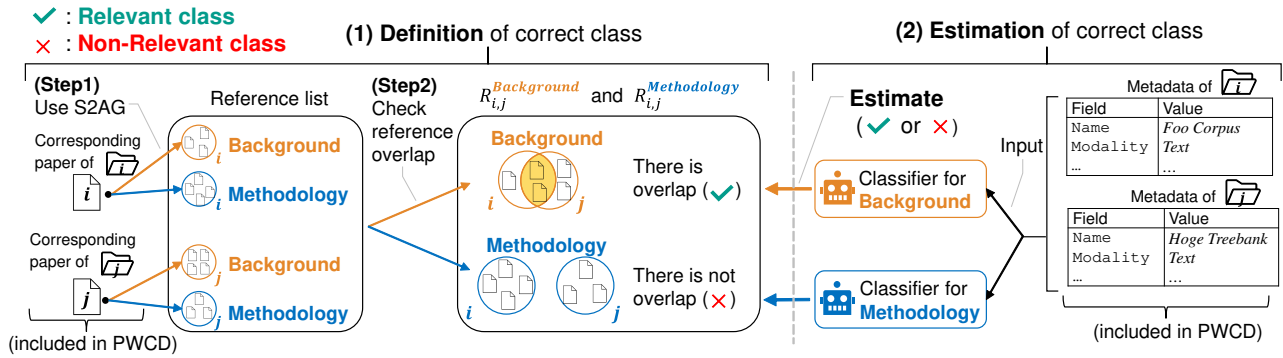 : Relevant class
: Non-Relevant class
(1) Definition of correct class
(2) Estimation of correct class
(Step1)
Use S2AG
Corresponding
paper of i
i
Corresponding
paper of j
j
(included in PWCD)
Reference list
i Background
i Methodology
j Background
j Methodology
(Step2)
Check
reference
overlap
R_{i,j}^{Background} and R_{i,j}^{Methodology}
Background
i j
There is
overlap (✓)
Methodology
i j
There is not
overlap (×)
Estimate
(✓ or ×)
Classifier for
Background
Classifier for
Methodology
Input
Metadata of i
Field Value
Name Foo Corpus
Modality Text
… …
Metadata of j
Field Value
Name Hoge Treebank
Modality Text
… …
(included in PWCD)